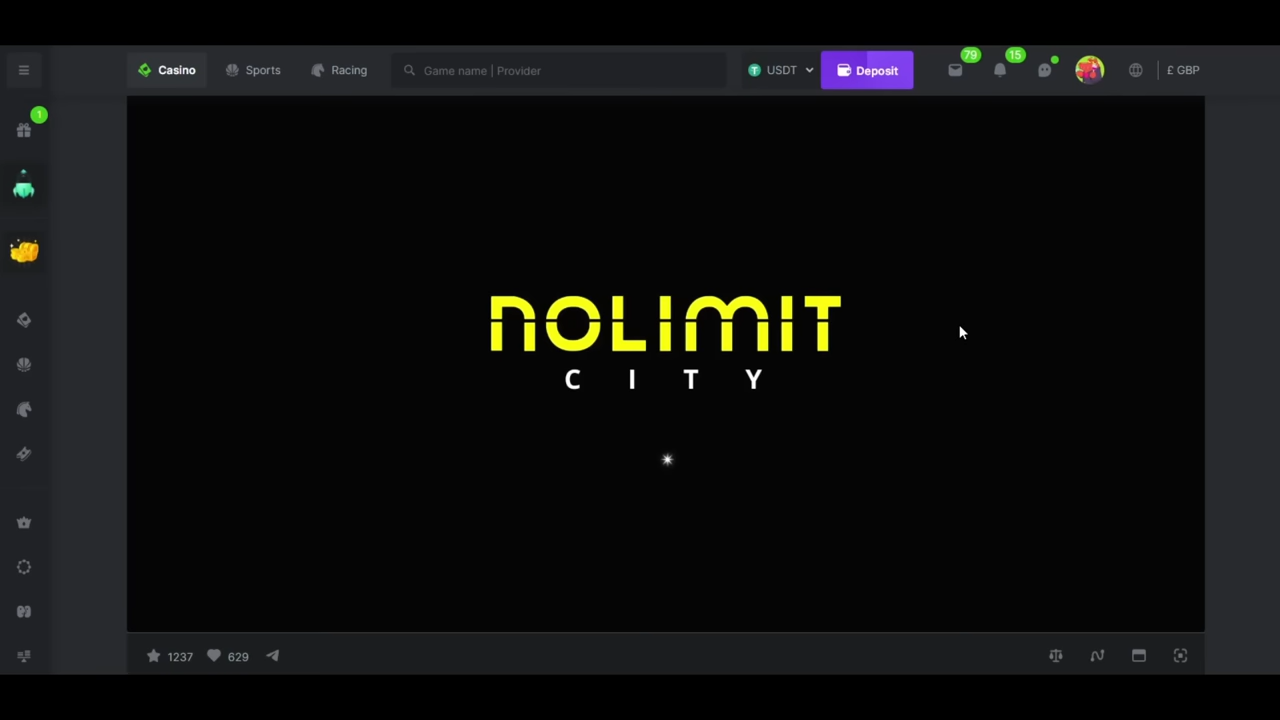 Casino
Sports
Racing
Game name | Provider
USDT
Deposit
79
15
£ GBP
1
NOLIMIT
CITY
1237
629